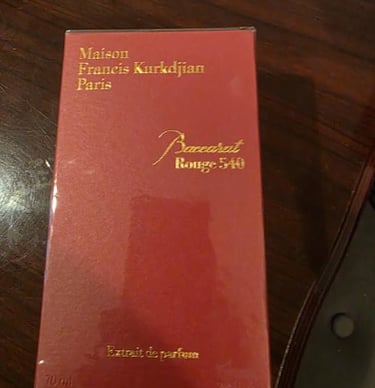 Maison
Francis Kurkdjian
Paris
Baccarat
Rouge 540
Extrait de parfum
70 ml